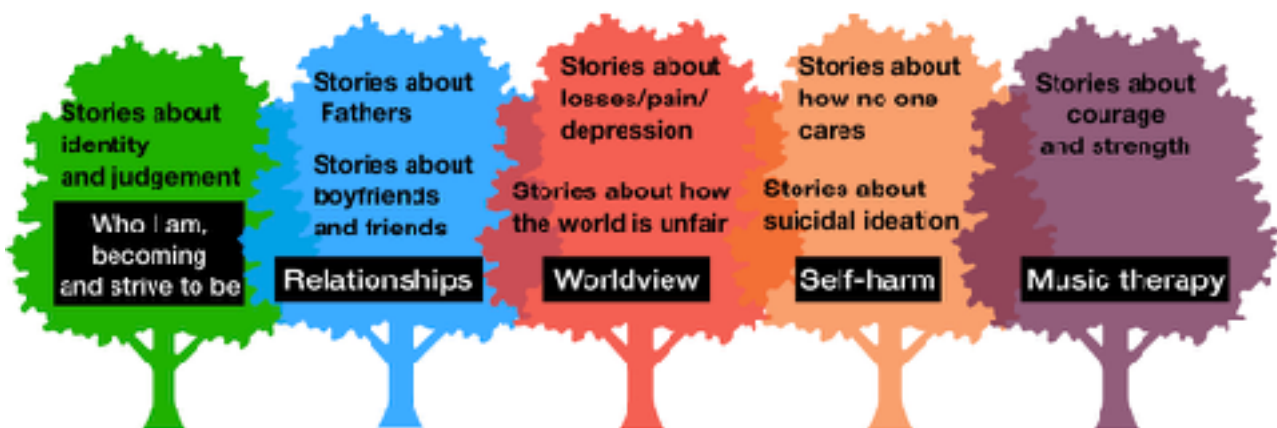 Stories about
identity
and judgement
Who I am,
becoming
and strive to be
Stories about
Fathers
Stories about
boyfriends
and friends
Relationships
Stories about
losses/pain/
depression
Stories about how
the world is unfair
Worldview
Stories about
how no one
cares
Stories about
suicidal ideation
Self-harm
Stories about
courage
and strength
Music therapy